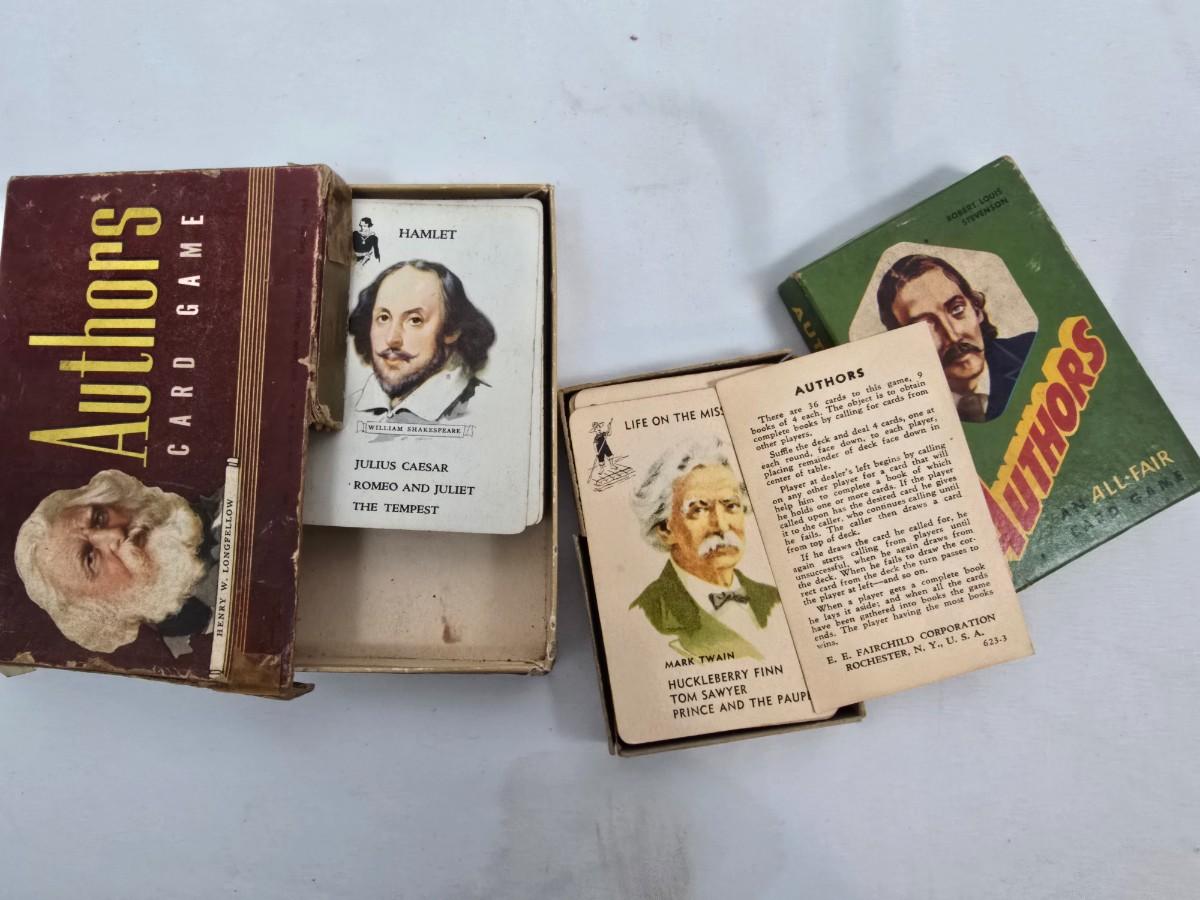 Authors
CARD GAME
HENRY W. LONGFELLOW
HAMLET
WILLIAM SHAKESPEARE
JULIUS CAESAR
ROMEO AND JULIET
THE TEMPEST
LIFE ON THE MISS
MARK TWAIN
HUCKLEBERRY FINN
TOM SAWYER
PRINCE AND THE PAUP
AUTHORS
There are 36 cards to this game, 9
books of 4 each. The object is to obtain
complete books by calling for cards from
other players.
Suffle the deck and deal 4 cards, one at
each round, face down, to each player,
placing remainder of deck face down in
center of table.
Player at dealer's left begins by calling
on any other player for a card that will
help him to complete a book of which
he holds one or more cards. If the player
called upon has the desired card he gives
it to the caller, who continues calling until
he fails. The caller then draws a card
from top of deck.
If he draws the card he called for, he
again starts calling from players until
unsuccessful, when he again draws from
the deck. When he fails to draw the cor-
rect card from the deck the turn passes to
the player at left—and so on.
When a player gets a complete book
he lays it aside; and when all the cards
have been gathered into books the game
ends. The player having the most books
wins.
E. E. FAIRCHILD CORPORATION
ROCHESTER, N. Y., U. S. A.
623-3
ROBERT LOUIS
STEVENSON
AUT
AUTHORS
AN ALL-FAIR
CARD GAME